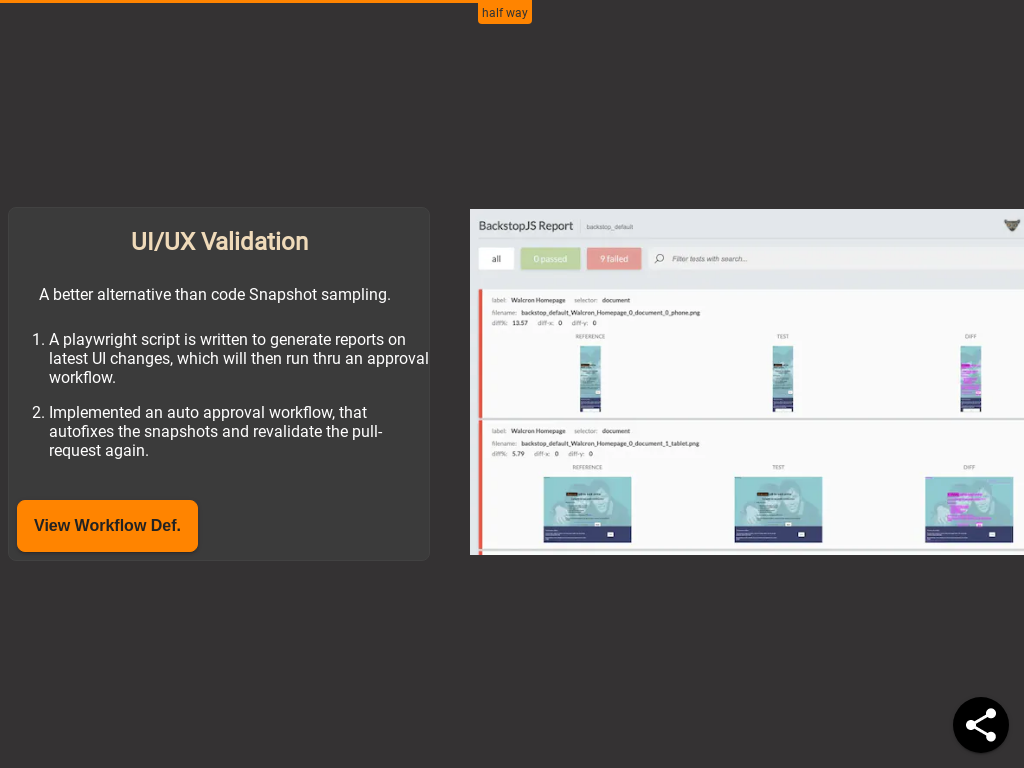 half way
UI/UX Validation
A better alternative than code Snapshot sampling.
1. A playwright script is written to generate reports on
latest UI changes, which will then run thru an approval
workflow.
2. Implemented an auto approval workflow, that
autofixes the snapshots and revalidate the pull-
request again.
View Workflow Def.
BackstopJS Report backstop_default
all 0 passed 9 failed Filter tests with search...
label: Walcron Homepage selector: document
filename: backstop_default_Walcron_Homepage_0_document_0_phone.png
diff%: 13.57 diff-x: 0 diff-y: 0
REFERENCE TEST DIFF
label: Walcron Homepage selector: document
filename: backstop_default_Walcron_Homepage_0_document_1_tablet.png
diff%: 5.79 diff-x: 0 diff-y: 0
REFERENCE TEST DIFF